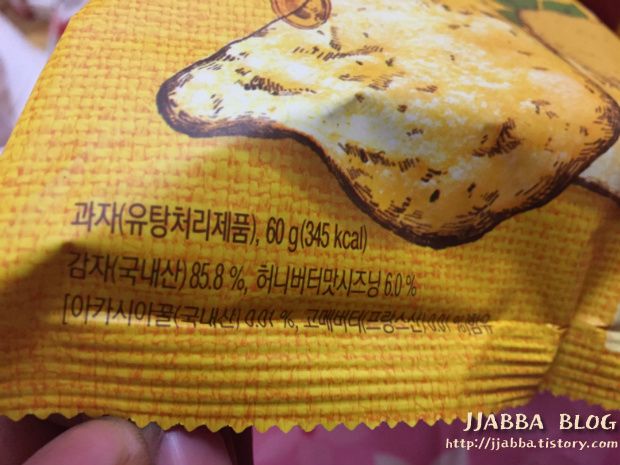 과자(유탕처리제품), 60 g(345 kcal)
감자(국내산) 85.8 %, 허니버터맛시즈닝 6.0 %
[아카시아꿀(국내산) 0.01 %, 고메버터(프랑스산) 0.01 %함유
JJABBA BLOG
http://jjabba.tistory.com